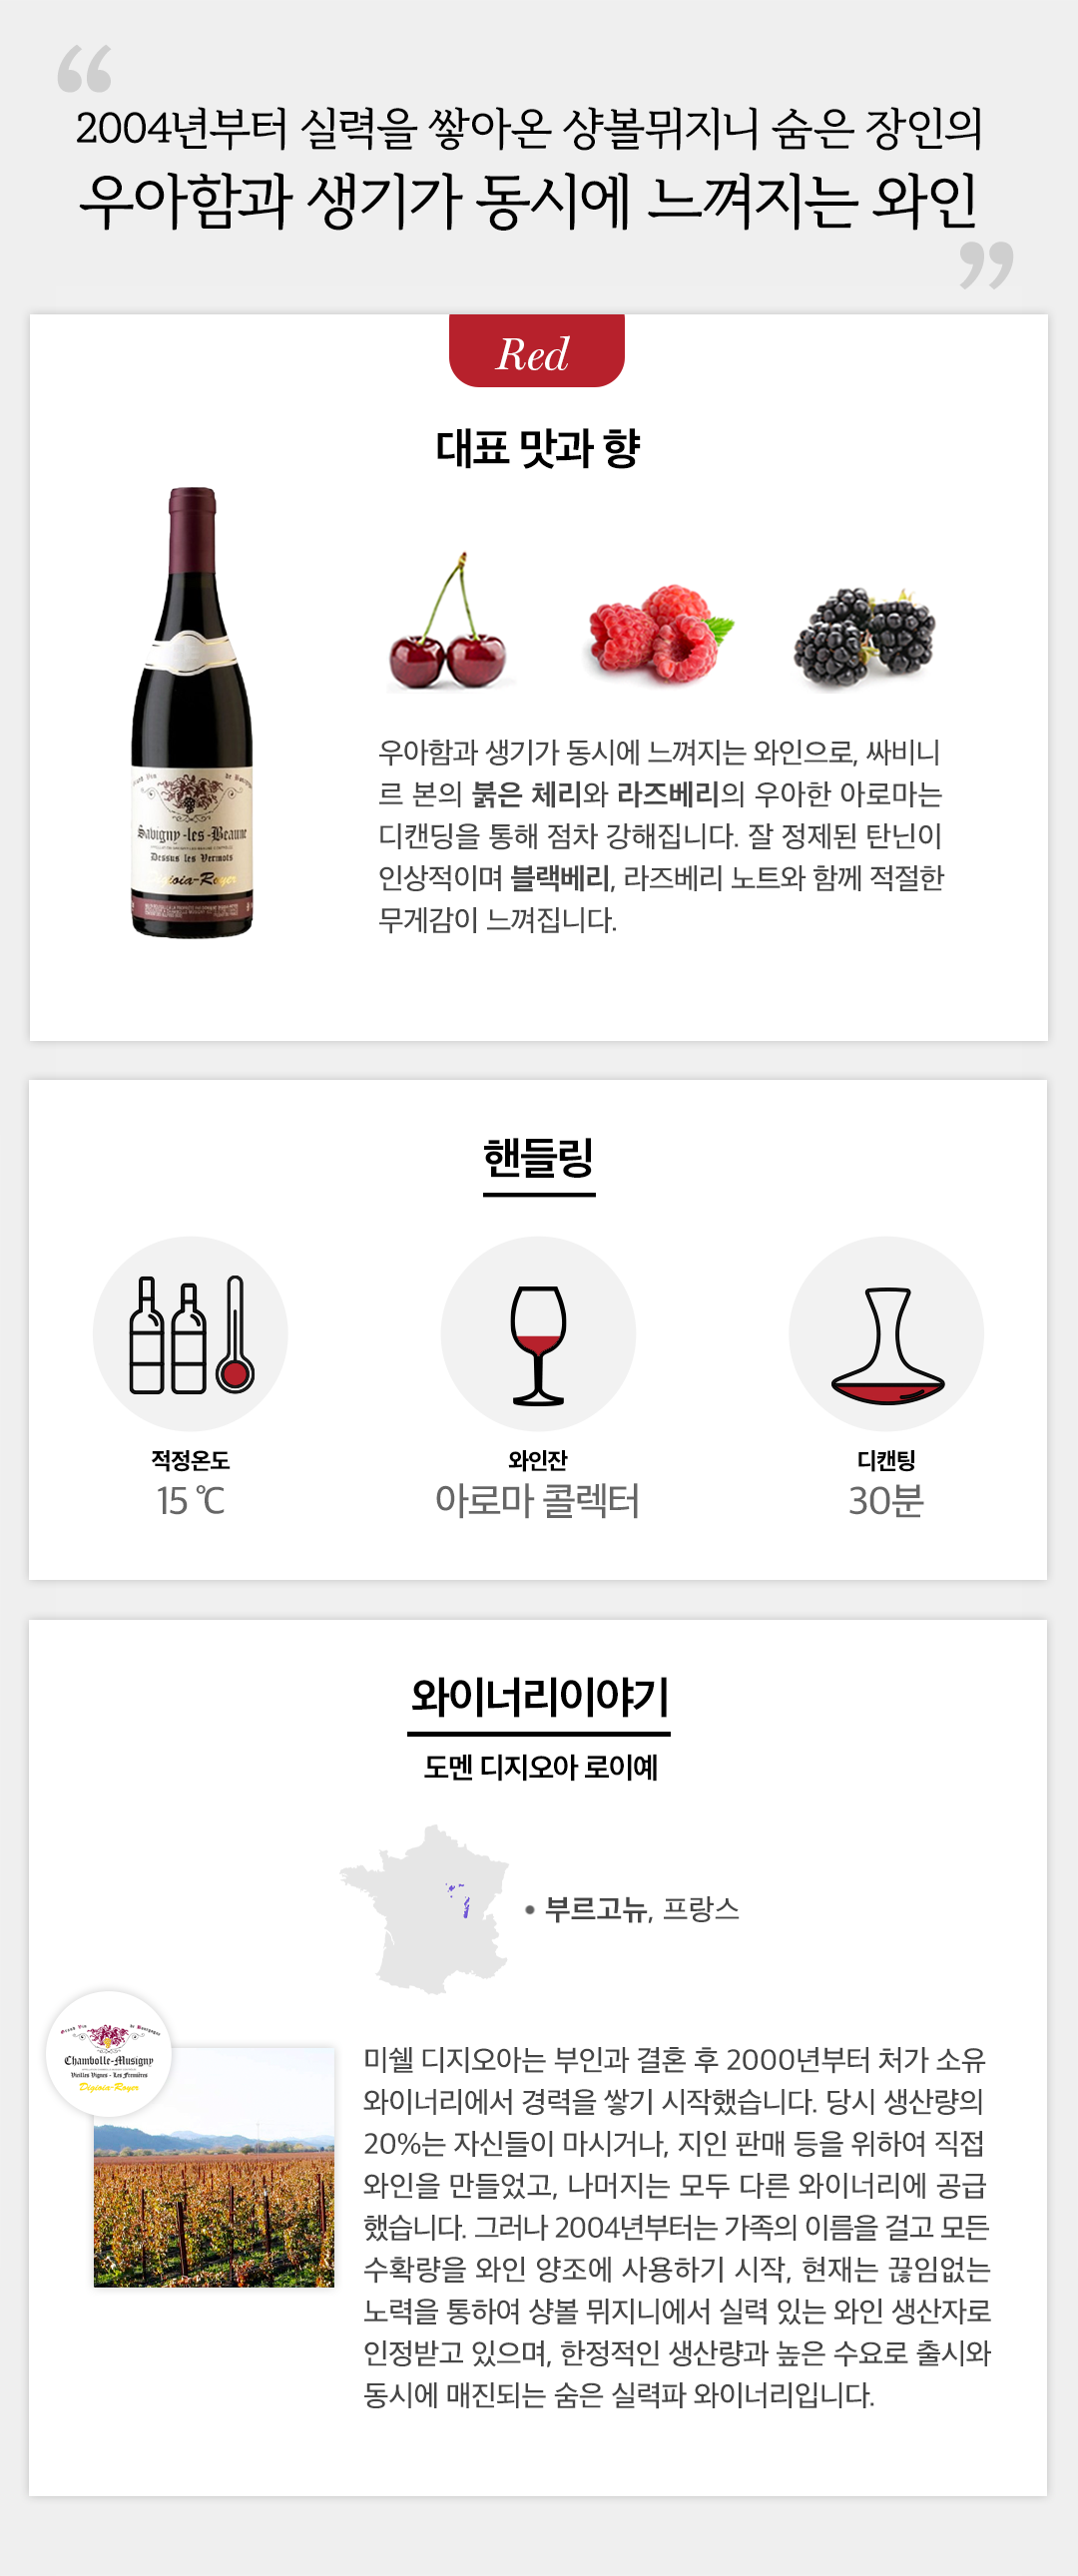 “
2004년부터 실력을 쌓아온 샹볼뮈지니 숨은 장인의
우아함과 생기가 동시에 느껴지는 와인
”
Red
대표 맛과 향
Grand Vin de Bourgogne
Savigny-les-Beaune
Dessus les Vermots
Digioia-Royer
우아함과 생기가 동시에 느껴지는 와인으로, 싸비니
르 본의 붉은 체리와 라즈베리의 우아한 아로마는
디캔딩을 통해 점차 강해집니다. 잘 정제된 탄닌이
인상적이며 블랙베리, 라즈베리 노트와 함께 적절한
무게감이 느껴집니다.
핸들링
적정온도
15 ℃
와인잔
아로마 콜렉터
디캔팅
30분
와이너리이야기
도멘 디지오아 로이예
• 부르고뉴, 프랑스
Grand Vin de Bourgogne
Chambolle-Musigny
Vieilles Vignes - Les Fremières
Digioia-Royer
미쉘 디지오아는 부인과 결혼 후 2000년부터 처가 소유
와이너리에서 경력을 쌓기 시작했습니다. 당시 생산량의
20%는 자신들이 마시거나, 지인 판매 등을 위하여 직접
와인을 만들었고, 나머지는 모두 다른 와이너리에 공급
했습니다. 그러나 2004년부터는 가족의 이름을 걸고 모든
수확량을 와인 양조에 사용하기 시작, 현재는 끊임없는
노력을 통하여 샹볼 뮈지니에서 실력 있는 와인 생산자로
인정받고 있으며, 한정적인 생산량과 높은 수요로 출시와
동시에 매진되는 숨은 실력파 와이너리입니다.